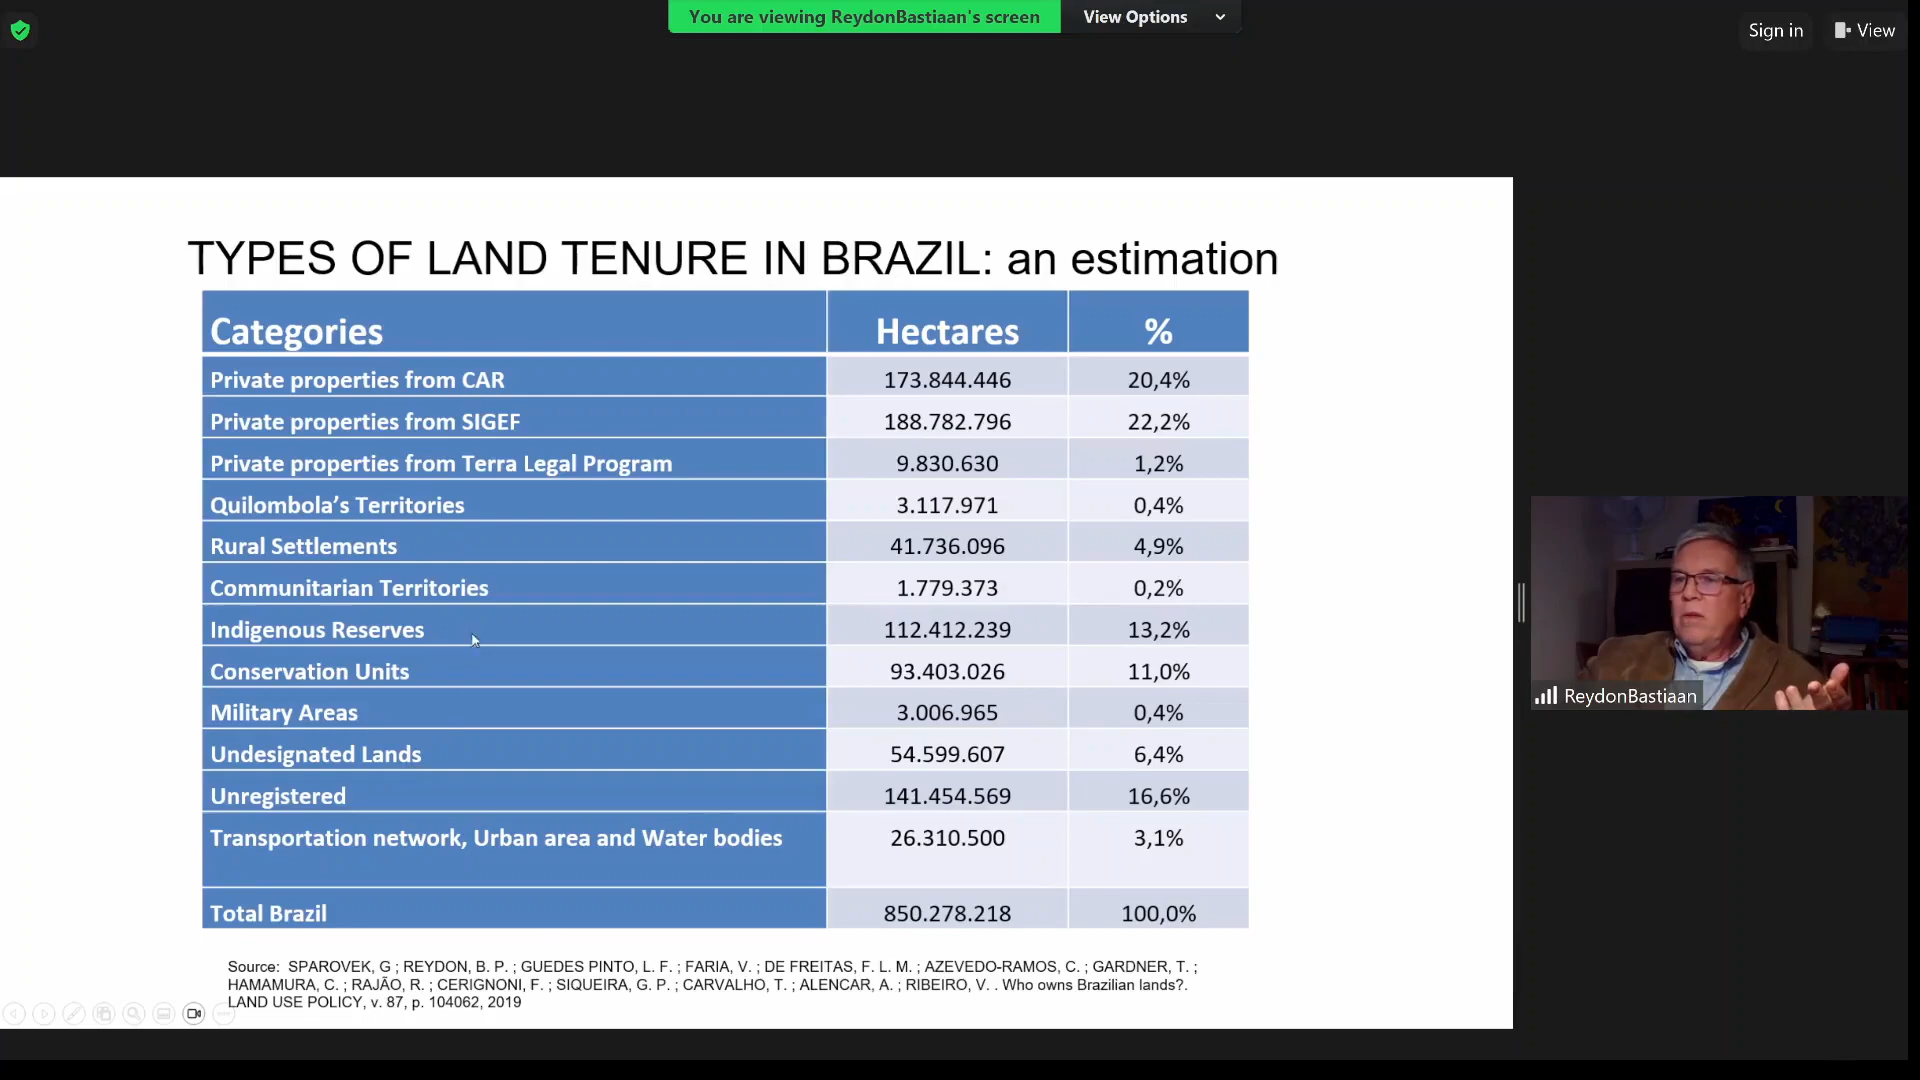 You are viewing ReydonBastiaan's screen
View Options
Sign in
View
TYPES OF LAND TENURE IN BRAZIL: an estimation
Categories Hectares %
Private properties from CAR 173.844.446 20,4%
Private properties from SIGEF 188.782.796 22,2%
Private properties from Terra Legal Program 9.830.630 1,2%
Quilombola’s Territories 3.117.971 0,4%
Rural Settlements 41.736.096 4,9%
Communitarian Territories 1.779.373 0,2%
Indigenous Reserves 112.412.239 13,2%
Conservation Units 93.403.026 11,0%
Military Areas 3.006.965 0,4%
Undesignated Lands 54.599.607 6,4%
Unregistered 141.454.569 16,6%
Transportation network, Urban area and Water bodies 26.310.500 3,1%
Total Brazil 850.278.218 100,0%
Source: SPAROVEK, G ; REYDON, B. P. ; GUEDES PINTO, L. F. ; FARIA, V. ; DE FREITAS, F. L. M. ; AZEVEDO-RAMOS, C. ; GARDNER, T. ;
HAMAMURA, C. ; RAJÃO, R. ; CERIGNONI, F. ; SIQUEIRA, G. P. ; CARVALHO, T. ; ALENCAR, A. ; RIBEIRO, V. . Who owns Brazilian lands?.
LAND USE POLICY, v. 87, p. 104062, 2019
ReydonBastiaan